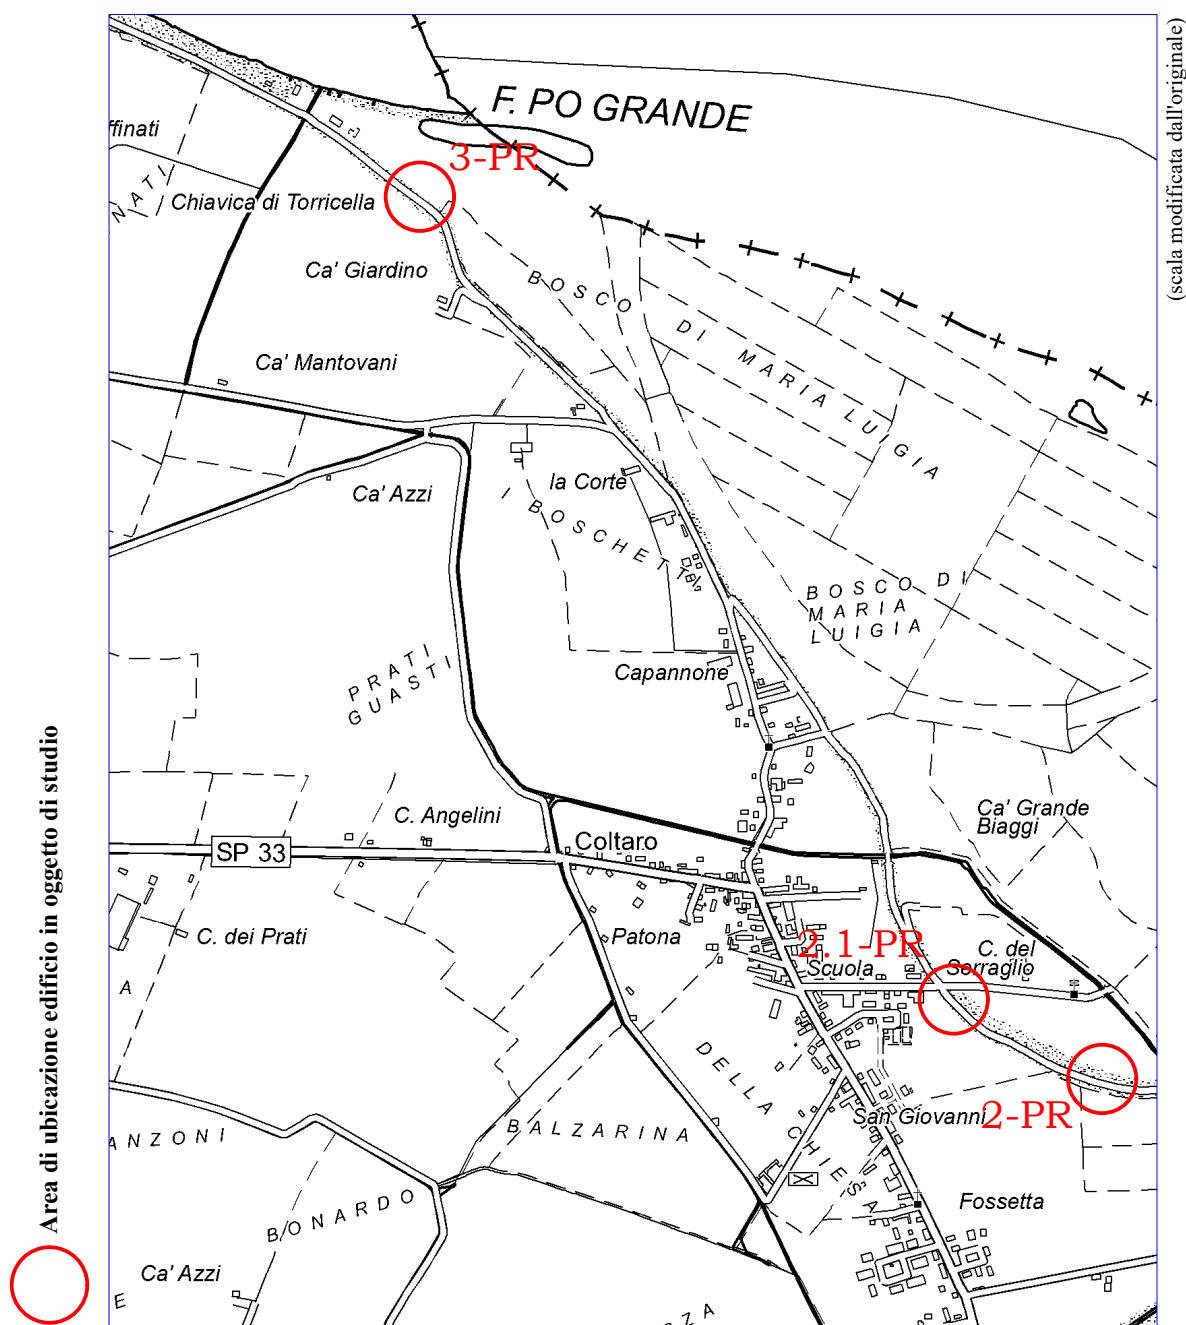 (scala modificata dall'originale)
F. PO GRANDE
ffinati
3-PR
NATI
Chiavica di Torricella
Ca' Giardino
BOSCO DI MARIA LUIGIA
Ca' Mantovani
la Corte
Ca' Azzi
I BOSCHETTI
BOSCO DI
MARIA
LUIGIA
PRATI
GUASTI
Capannone
Area di ubicazione edificio in oggetto di studio
C. Angelini
Ca' Grande
Biaggi
Coltaro
SP 33
C. dei Prati
Patona
2.1-PR
Scuola
C. del
Serraglio
A
DELLA CHIESA
San Giovanni
2-PR
ANZONI
BALZARINA
BONARDO
Fossetta
Ca' Azzi
E
ZA